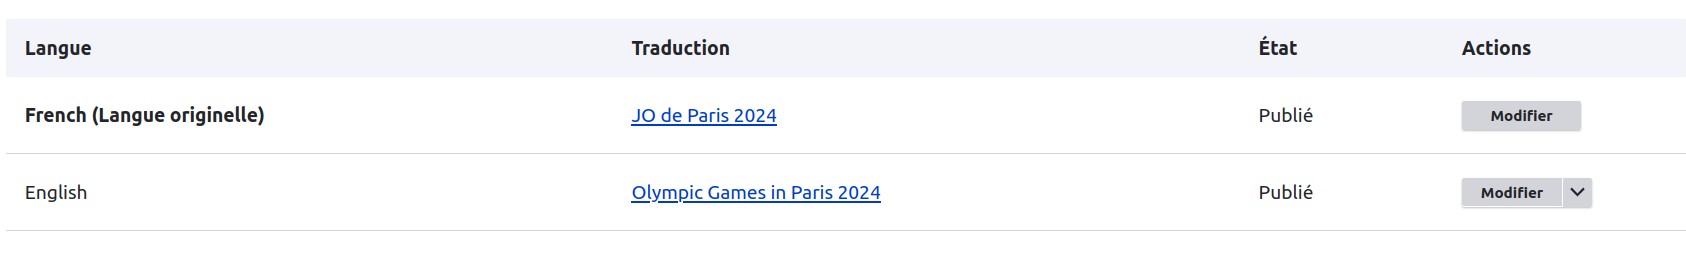 Langue Traduction État Actions
French (Langue originelle) JO de Paris 2024 Publié Modifier
English Olympic Games in Paris 2024 Publié Modifier